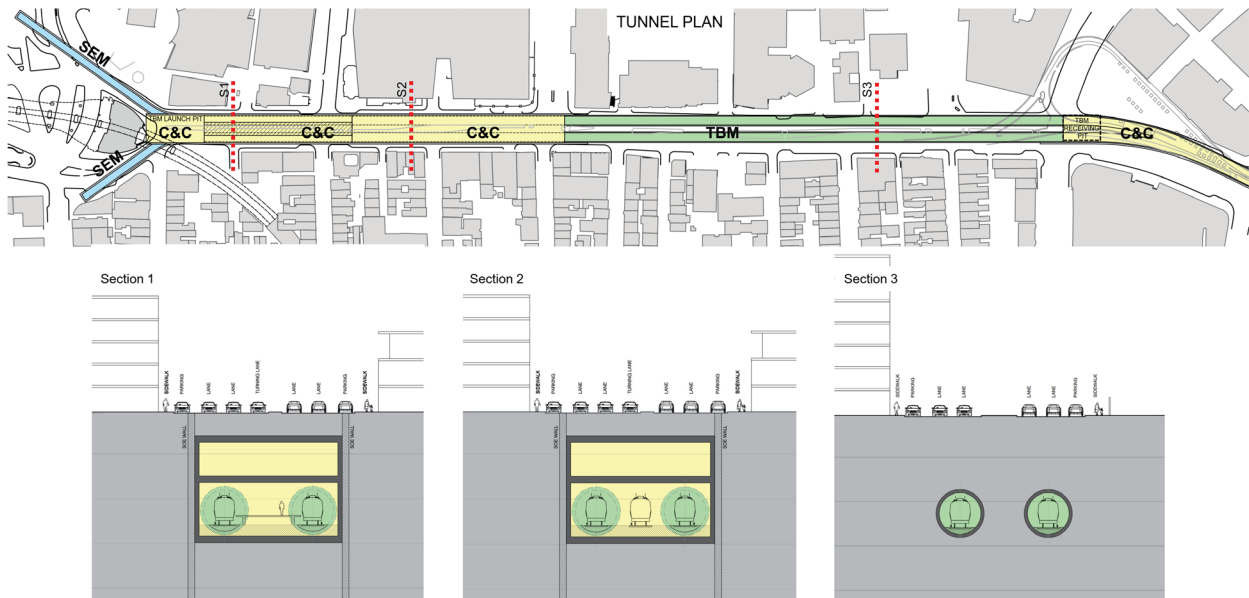 TUNNEL PLAN
SEM
SEM
S1
S2
S3
TBM LAUNCH PIT
C&C
C&C
C&C
TBM
TBM
RECEIVING
PIT
C&C
Section 1
Section 2
Section 3
SIDEWALK
PARKING
LANE
LANE
TURNING LANE
LANE
LANE
PARKING
SIDEWALK
SOE WALL
SOE WALL
SIDEWALK
PARKING
LANE
LANE
TURNING LANE
LANE
LANE
PARKING
SIDEWALK
SOE WALL
SOE WALL
SIDEWALK
PARKING
LANE
LANE
LANE
LANE
PARKING
SIDEWALK